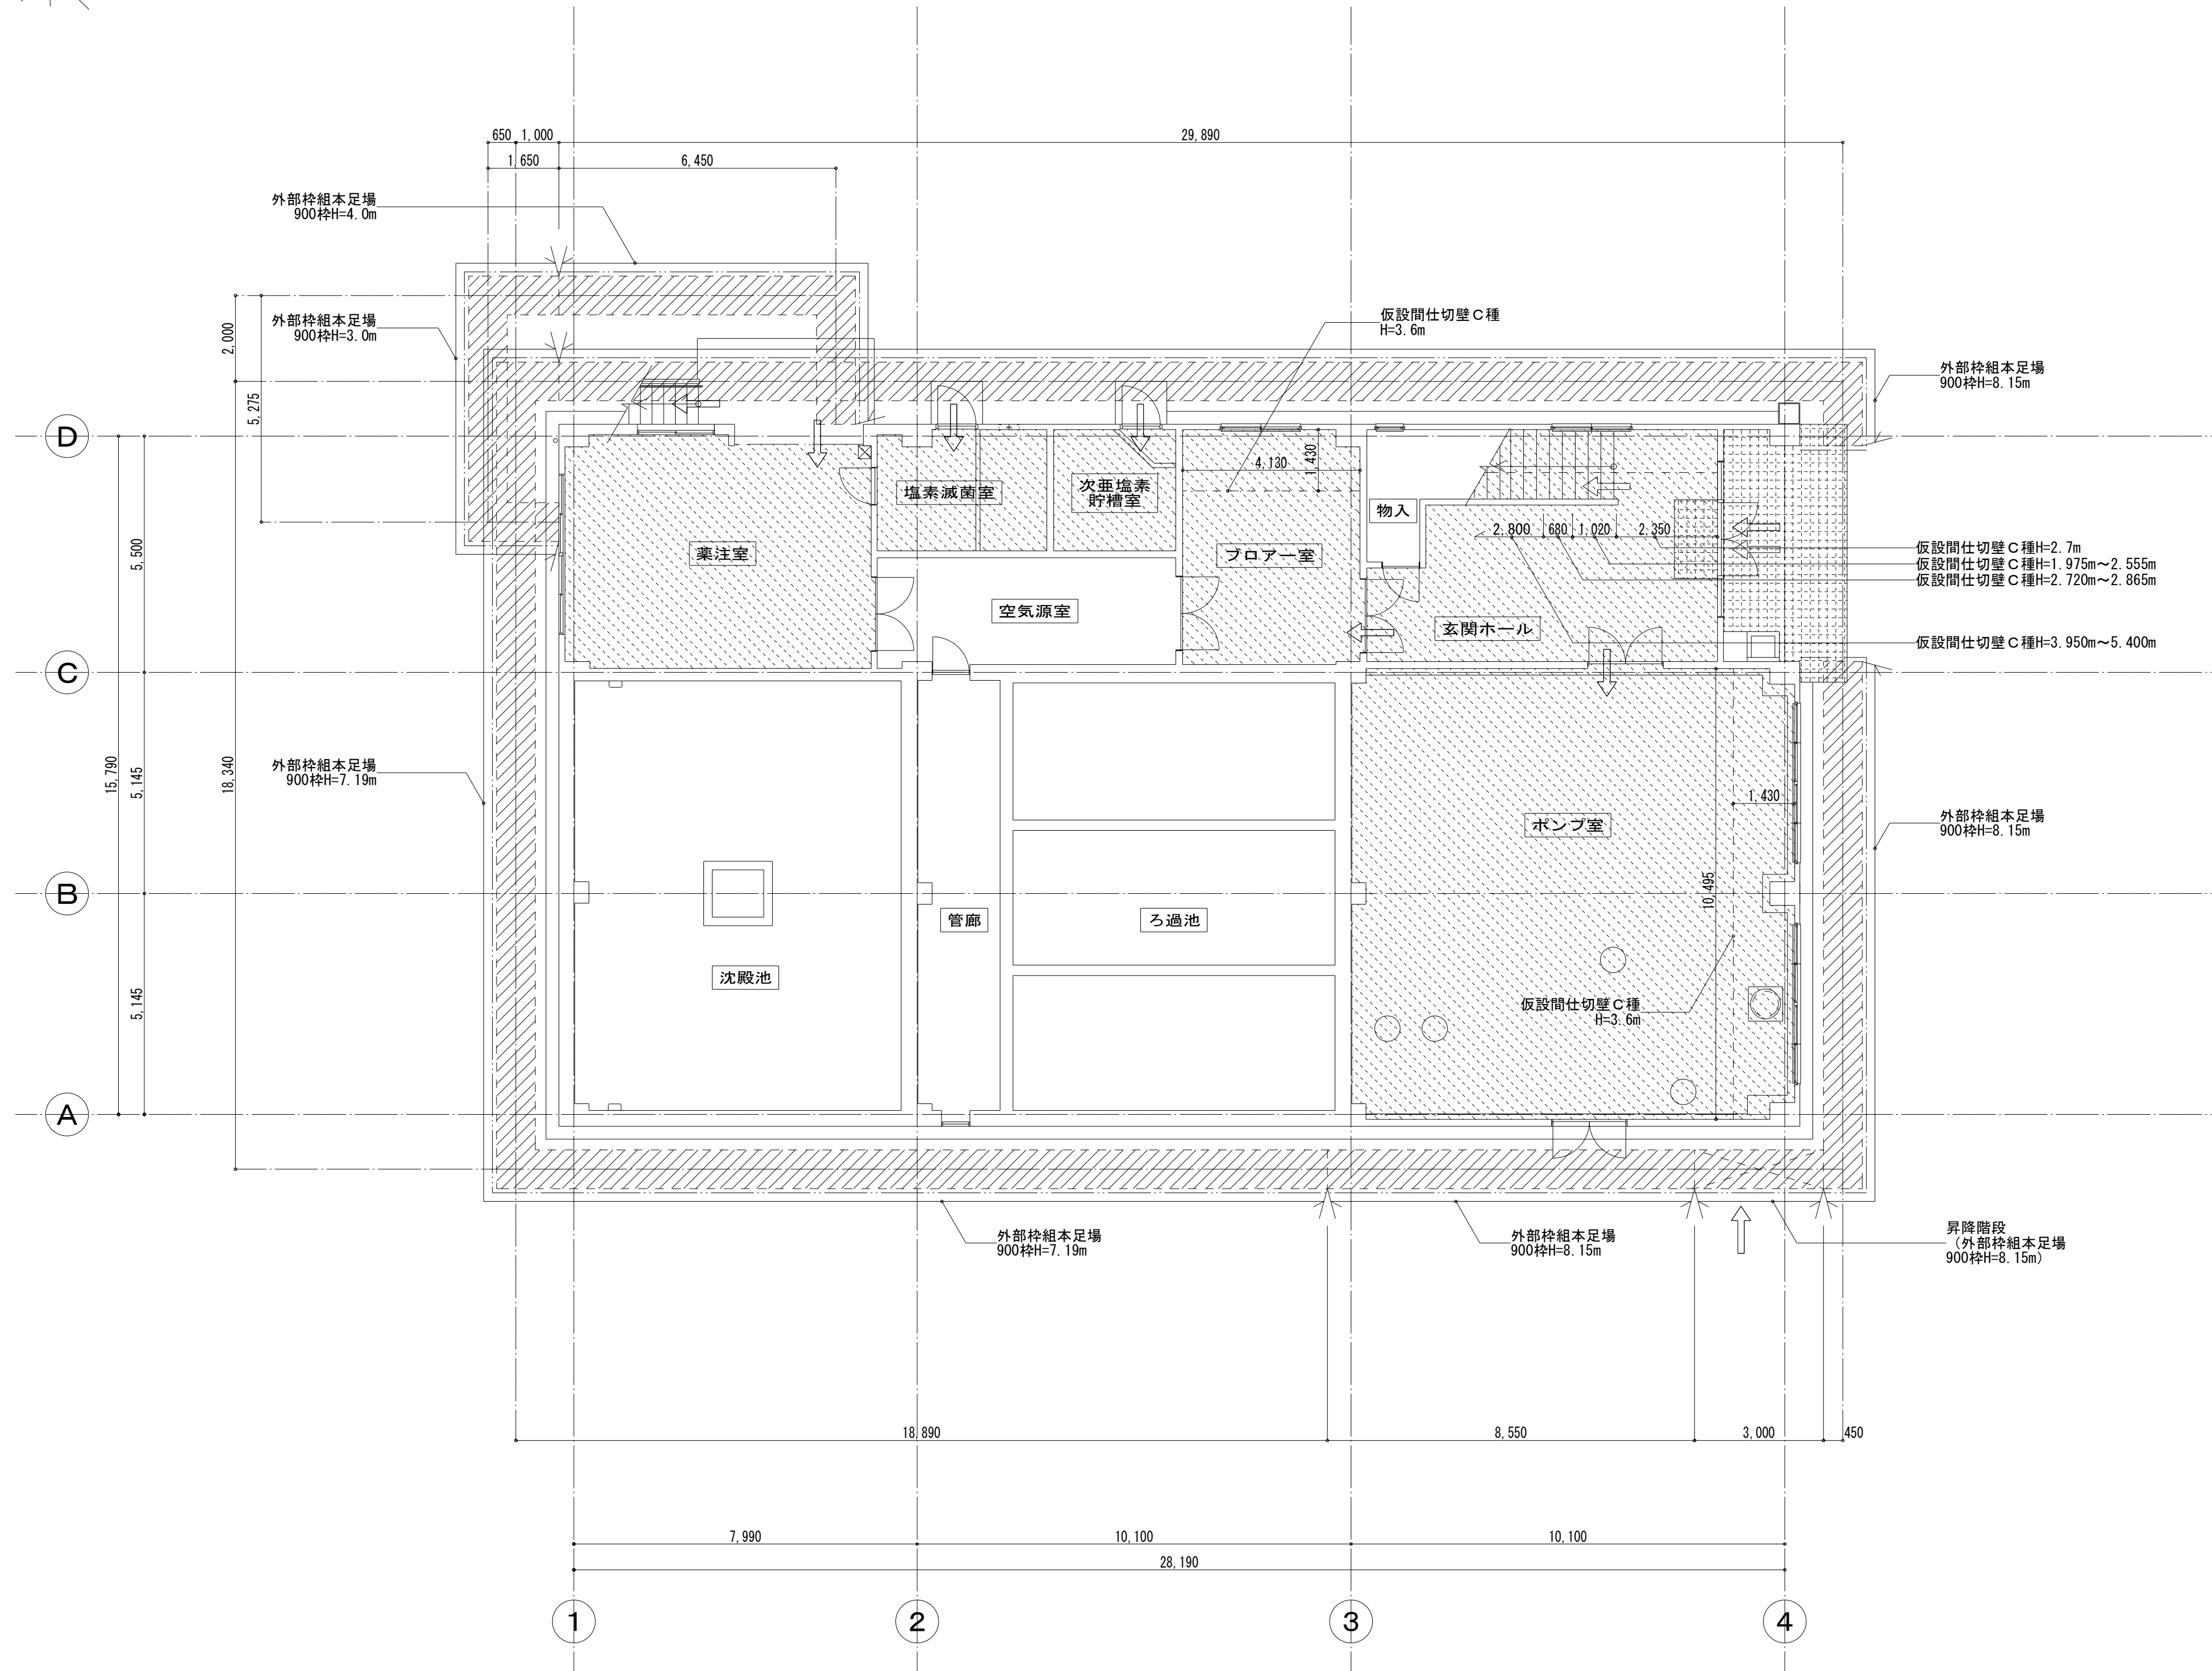 29,890
650
1,000
1,650
6,450
外部枠組本足場
900枠H=4.0m
外部枠組本足場
900枠H=3.0m
仮設間仕切壁C種
H=3.6m
外部枠組本足場
900枠H=8.15m
2,000
5,275
D
4,130
1,430
塩素滅菌室
次亜塩素
貯槽室
物入
薬注室
ブロアー室
2,800
680
1,020
2,350
仮設間仕切壁C種H=2.7m
仮設間仕切壁C種H=1.975m～2.555m
仮設間仕切壁C種H=2.720m～2.865m
5,500
空気源室
玄関ホール
仮設間仕切壁C種H=3.950m～5.400m
C
外部枠組本足場
900枠H=7.19m
15,790
5,145
18,340
1,430
ポンプ室
外部枠組本足場
900枠H=8.15m
B
10,495
管廊
ろ過池
沈殿池
5,145
仮設間仕切壁C種
H=3.6m
A
外部枠組本足場
900枠H=7.19m
外部枠組本足場
900枠H=8.15m
昇降階段
（外部枠組本足場
900枠H=8.15m）
18,890
8,550
3,000
450
7,990
10,100
10,100
28,190
1
2
3
4